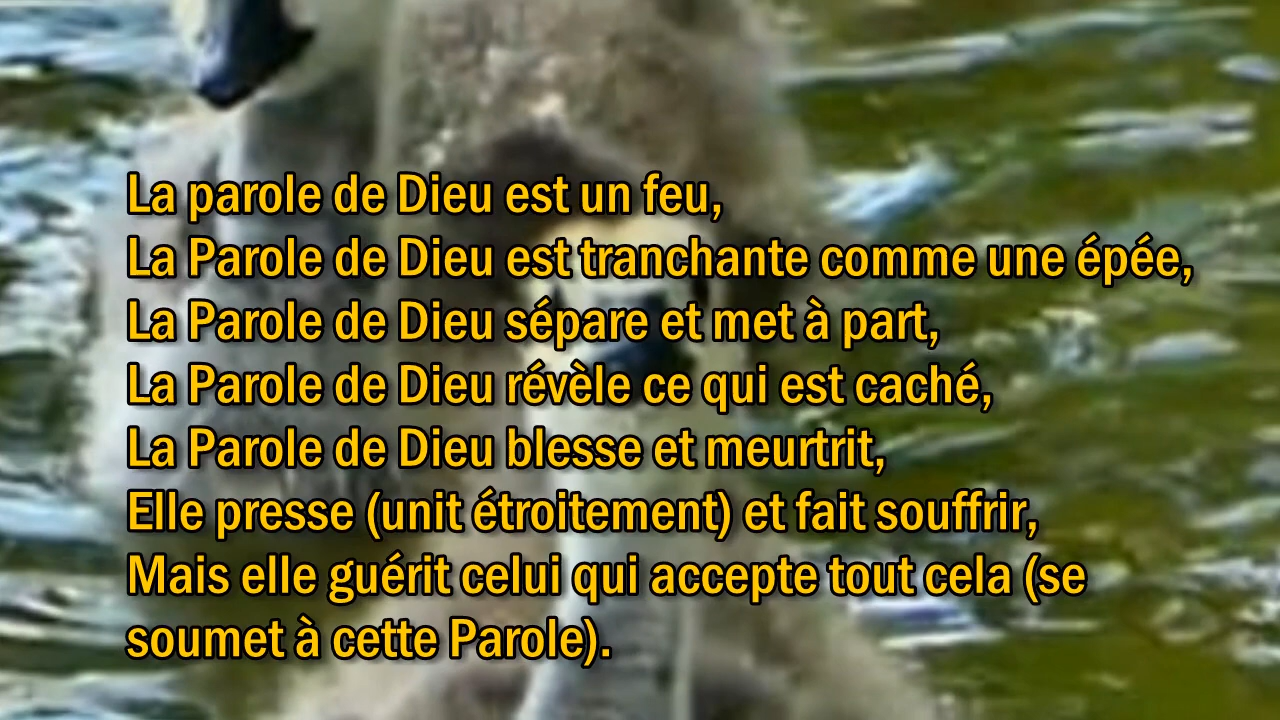 La parole de Dieu est un feu,
La Parole de Dieu est tranchante comme une épée,
La Parole de Dieu sépare et met à part,
La Parole de Dieu révèle ce qui est caché,
La Parole de Dieu blesse et meurtrit,
Elle presse (unit étroitement) et fait souffrir,
Mais elle guérit celui qui accepte tout cela (se
soumet à cette Parole).